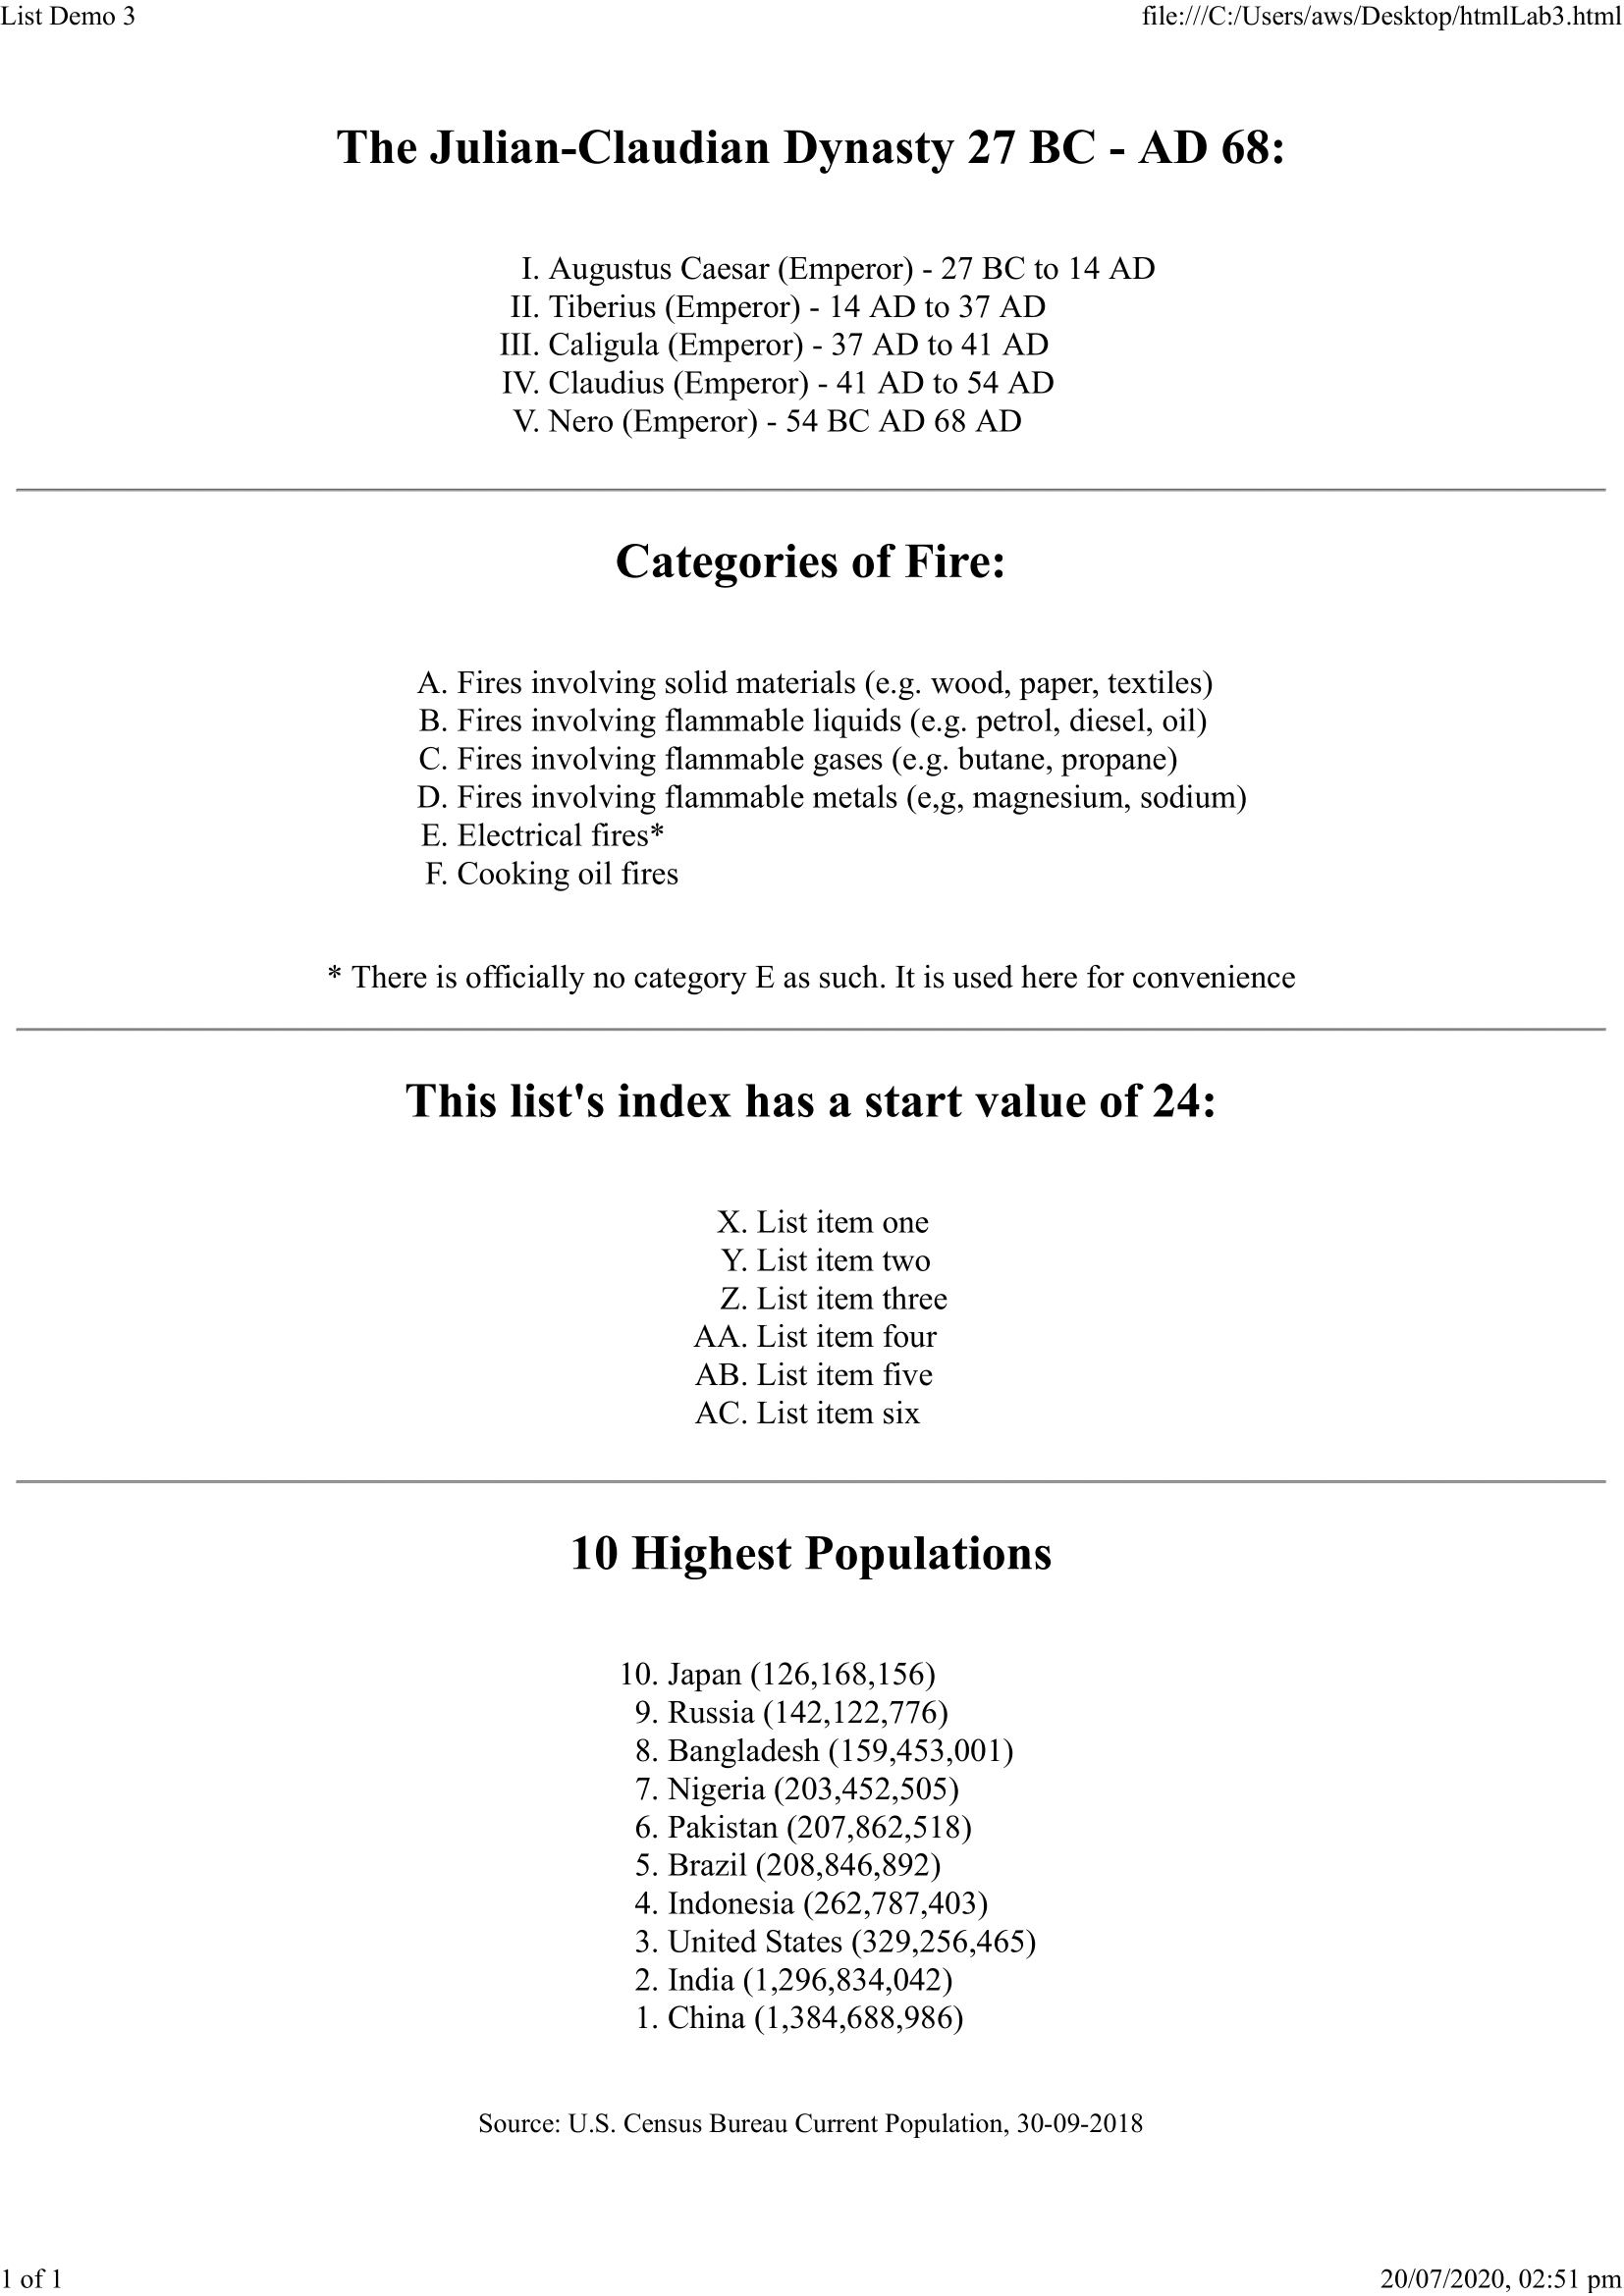 List Demo 3
file:///C:/Users/aws/Desktop/htmlLab3.html
The Julian-Claudian Dynasty 27 BC - AD 68:
I. Augustus Caesar (Emperor) - 27 BC to 14 AD
II. Tiberius (Emperor) - 14 AD to 37 AD
III. Caligula (Emperor) - 37 AD to 41 AD
IV. Claudius (Emperor) - 41 AD to 54 AD
V. Nero (Emperor) - 54 BC AD 68 AD
Categories of Fire:
A. Fires involving solid materials (e.g. wood, paper, textiles)
B. Fires involving flammable liquids (e.g. petrol, diesel, oil)
C. Fires involving flammable gases (e.g. butane, propane)
D. Fires involving flammable metals (e,g, magnesium, sodium)
E. Electrical fires*
F. Cooking oil fires
* There is officially no category E as such. It is used here for convenience
This list's index has a start value of 24:
X. List item one
Y. List item two
Z. List item three
AA. List item four
AB. List item five
AC. List item six
10 Highest Populations
10. Japan (126,168,156)
9. Russia (142,122,776)
8. Bangladesh (159,453,001)
7. Nigeria (203,452,505)
6. Pakistan (207,862,518)
5. Brazil (208,846,892)
4. Indonesia (262,787,403)
3. United States (329,256,465)
2. India (1,296,834,042)
1. China (1,384,688,986)
Source: U.S. Census Bureau Current Population, 30-09-2018
1 of 1
20/07/2020, 02:51 pm